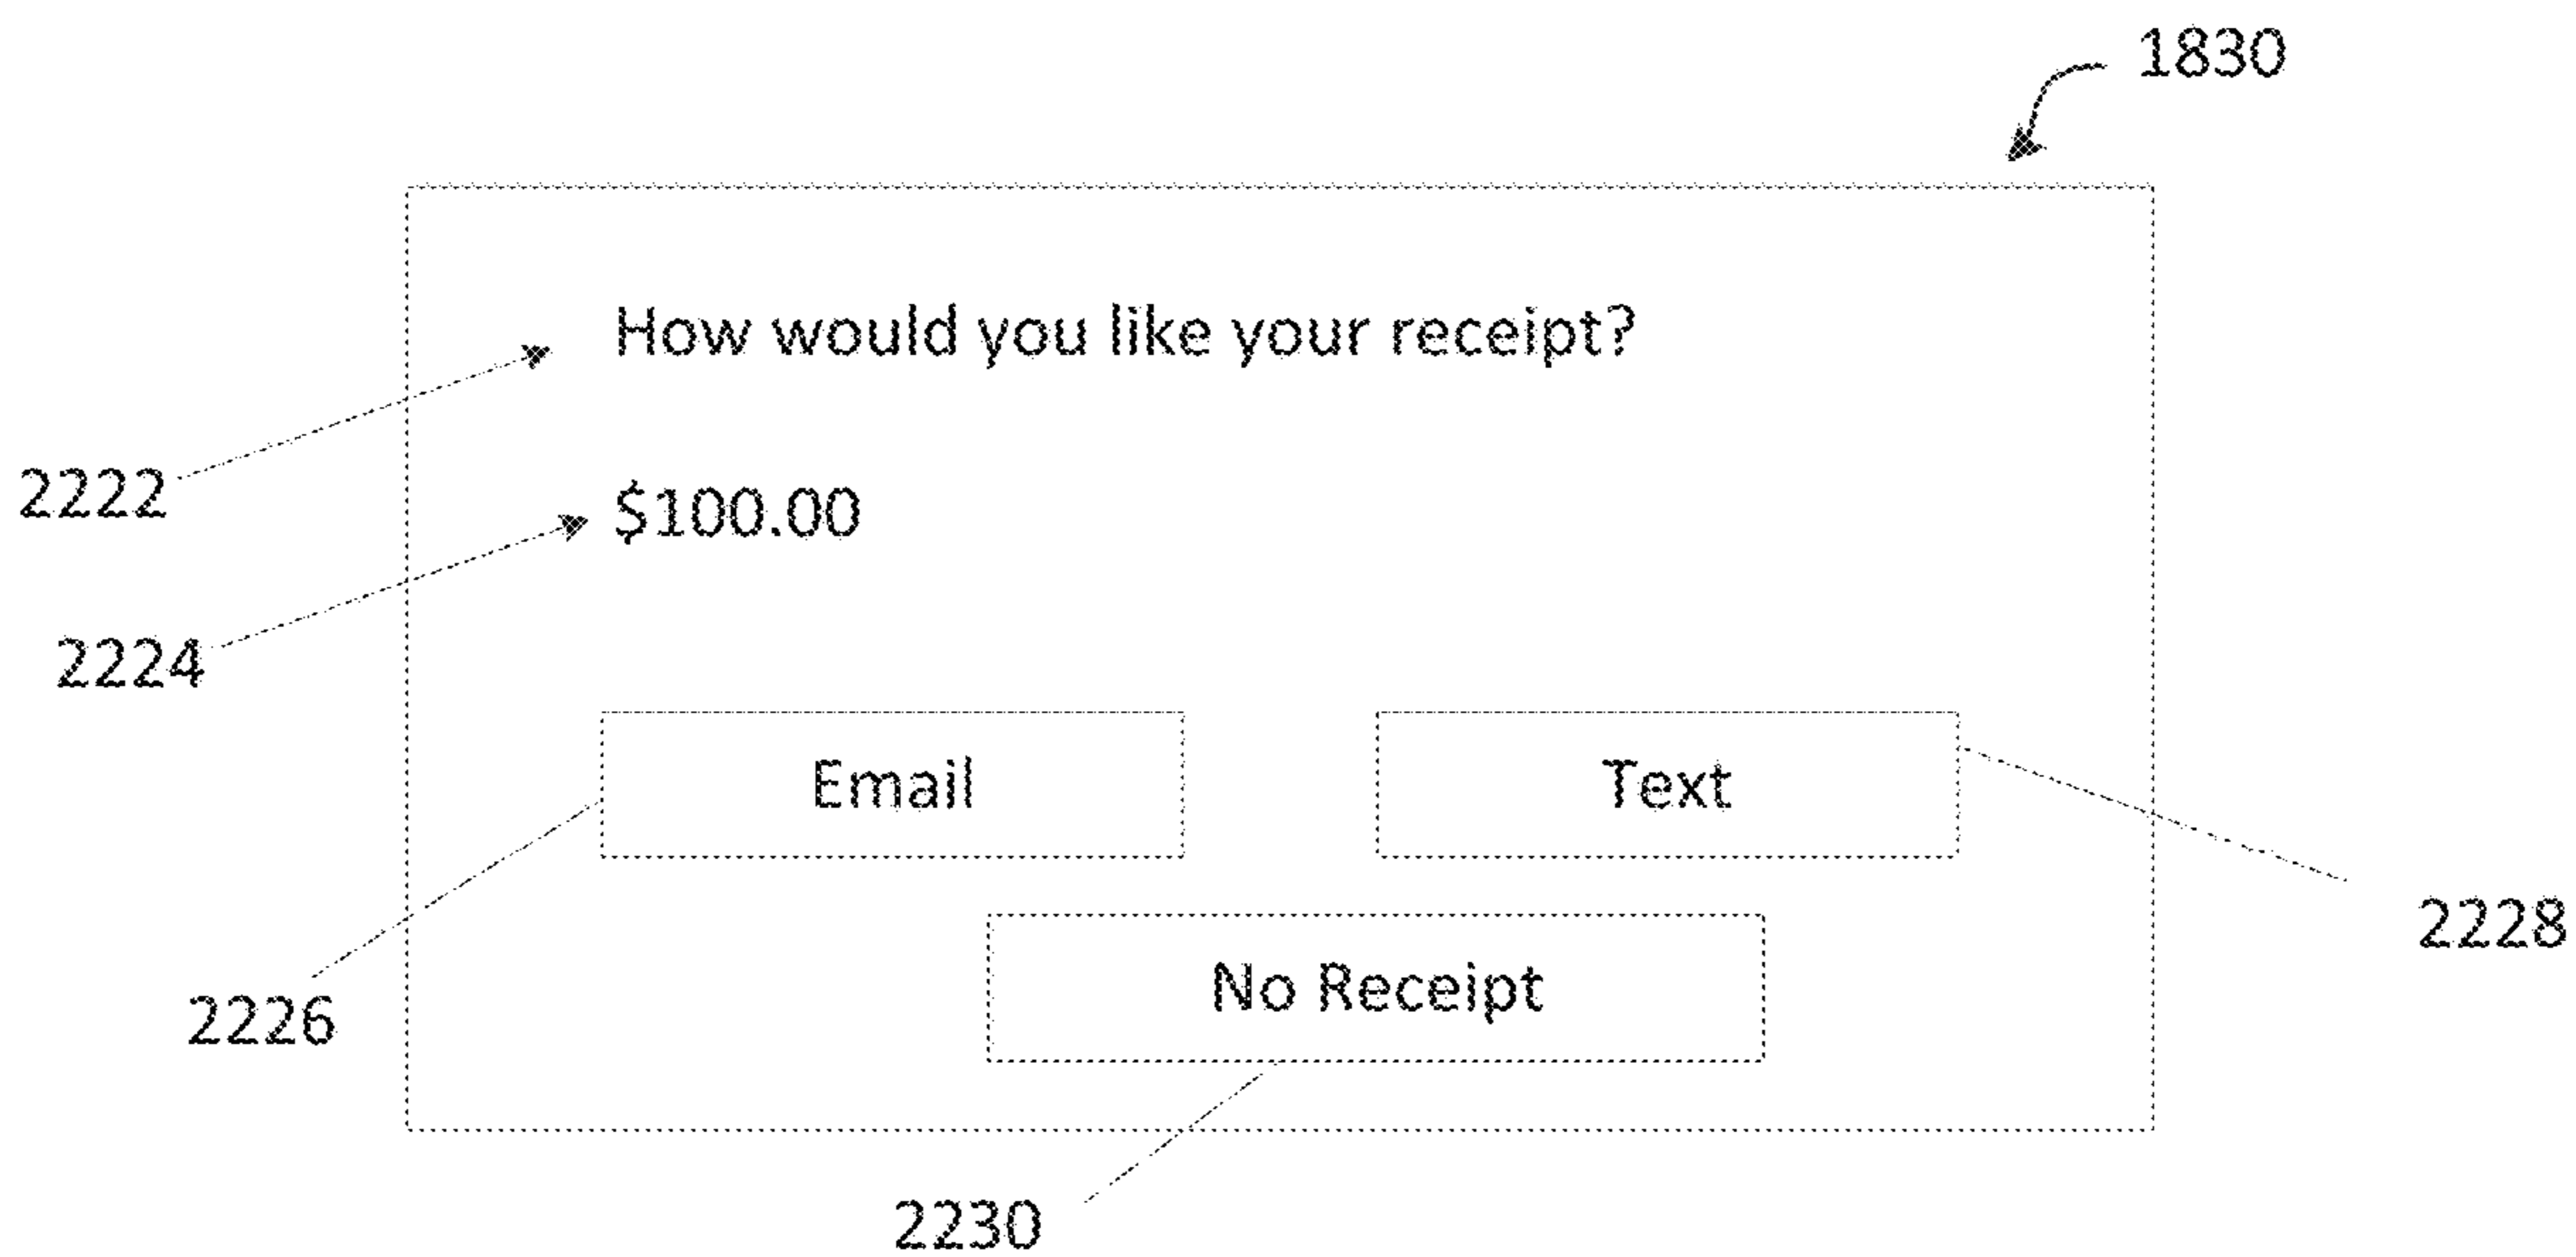 1830
How would you like your receipt?
2222
$100.00
2224
Email
Text
2228
No Receipt
2226
2230